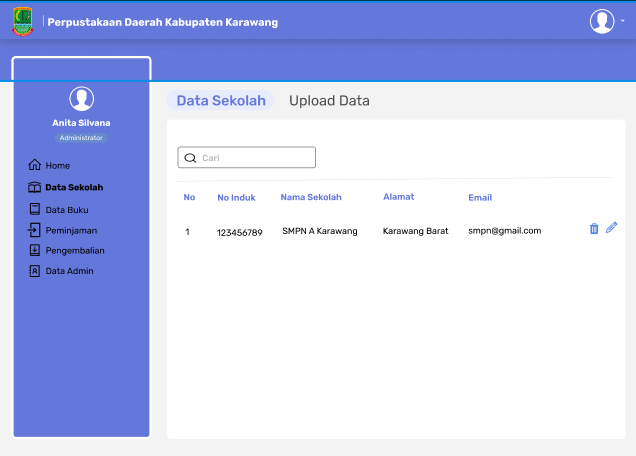 Perpustakaan Daerah Kabupaten Karawang
Anita Silvana
Administrator
Home
Data Sekolah
Data Buku
Peminjaman
Pengembalian
Data Admin
Data Sekolah Upload Data
Cari
No No Induk Nama Sekolah Alamat Email
1 123456789 SMPN A Karawang Karawang Barat smpn@gmail.com